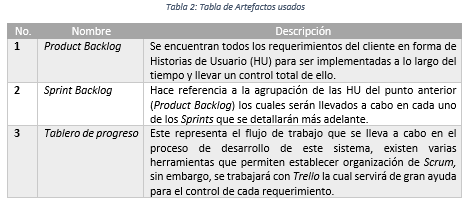 Tabla 2: Tabla de Artefactos usados
No. Nombre Descripción
1 Product Backlog Se encuentran todos los requerimientos del cliente en forma de
Historias de Usuario (HU) para ser implementadas a lo largo del
tiempo y llevar un control total de ello.
2 Sprint Backlog Hace referencia a la agrupación de las HU del punto anterior
(Product Backlog) los cuales serán llevados a cabo en cada uno
de los Sprints que se detallarán más adelante.
3 Tablero de progreso Este representa el flujo de trabajo que se lleva a cabo en el
proceso de desarrollo de este sistema, existen varias
herramientas que permiten establecer organización de Scrum,
sin embargo, se trabajará con Trello la cual servirá de gran ayuda
para el control de cada requerimiento.